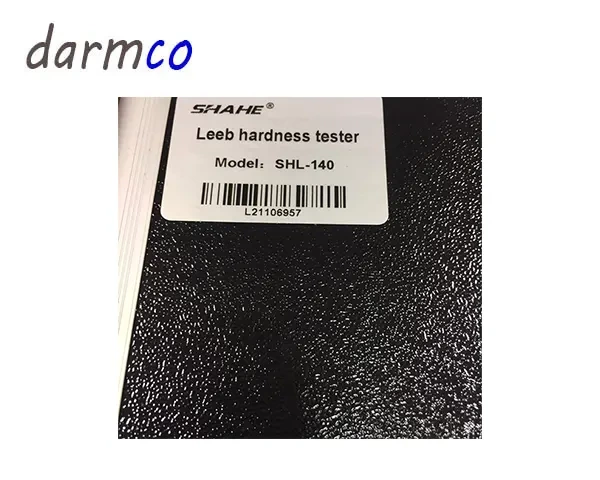 darmco
SHAHE®
Leeb hardness tester
Model: SHL-140
L21106957